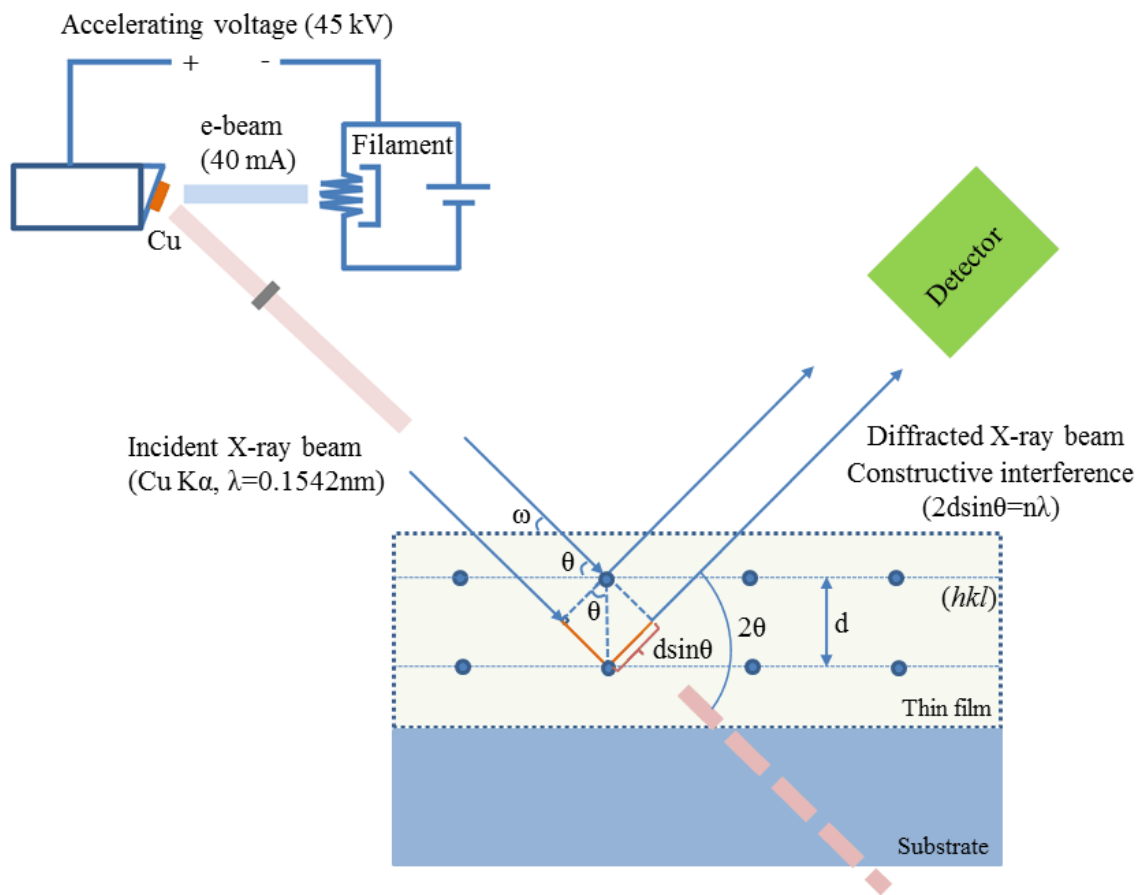 Accelerating voltage (45 kV)
+ -
e-beam
(40 mA)
Filament
Cu
Detector
Incident X-ray beam
(Cu Kα, λ=0.1542nm)
Diffracted X-ray beam
Constructive interference
(2dsinθ=nλ)
ω
θ
(hkl)
θ
2θ
d
dsinθ
Thin film
Substrate